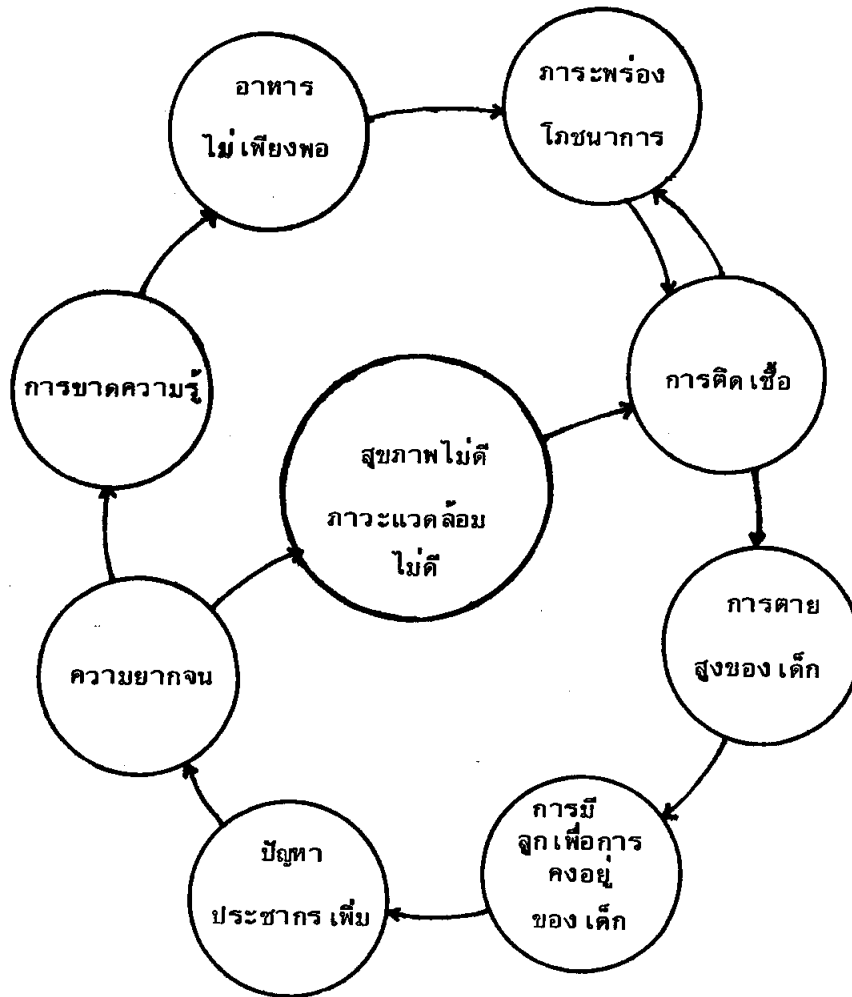 อาหาร
ไม่เพียงพอ
ภาระพร่อง
โภชนาการ
การขาดความรู้
สุขภาพไม่ดี
ภาวะแวดล้อม
ไม่ดี
การติดเชื้อ
ความยากจน
การตาย
สูงของเด็ก
ปัญหา
ประชากรเพิ่ม
การมี
ลูกเพื่อการ
คงอยู่
ของเด็ก